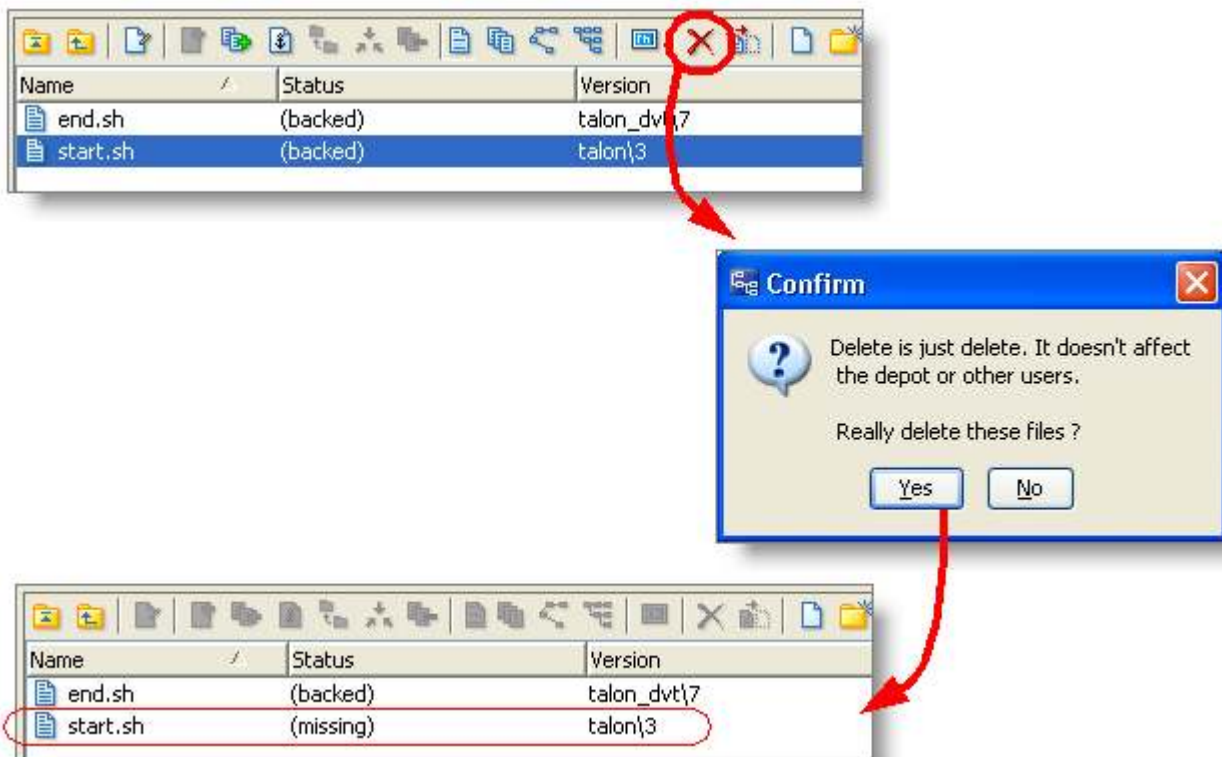 Name Status Version
end.sh (backed) talon_dvt\7
start.sh (backed) talon\3
Confirm
Delete is just delete. It doesn't affect
the depot or other users.
Really delete these files ?
Yes No
Name Status Version
end.sh (backed) talon_dvt\7
start.sh (missing) talon\3